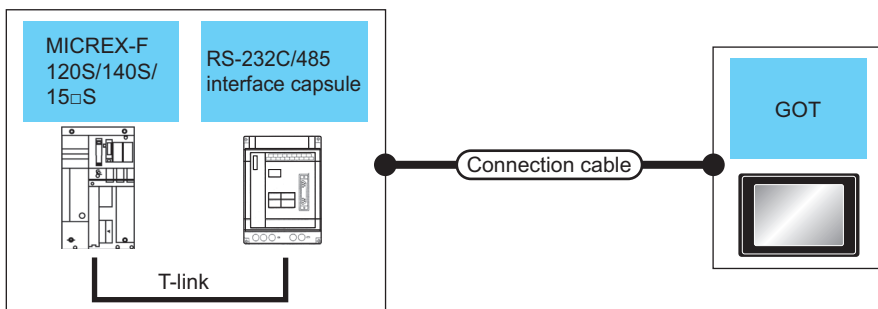 MICREX-F
120S/140S/
15□S
RS-232C/485
interface capsule
GOT
Connection cable
T-link